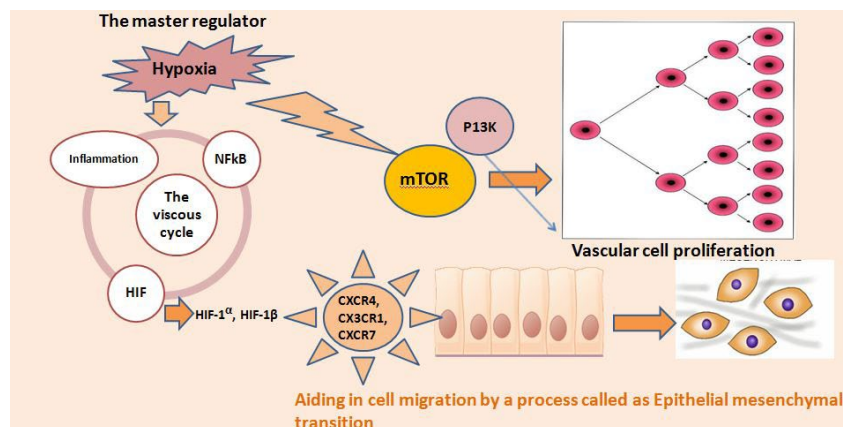 The master regulator
Hypoxia
Inflammation
NFkB
The
viscous
cycle
HIF
HIF-1α, HIF-1β
P13K
mTOR
Vascular cell proliferation
CXCR4,
CX3CR1,
CXCR7
Aiding in cell migration by a process called as Epithelial mesenchymal
transition